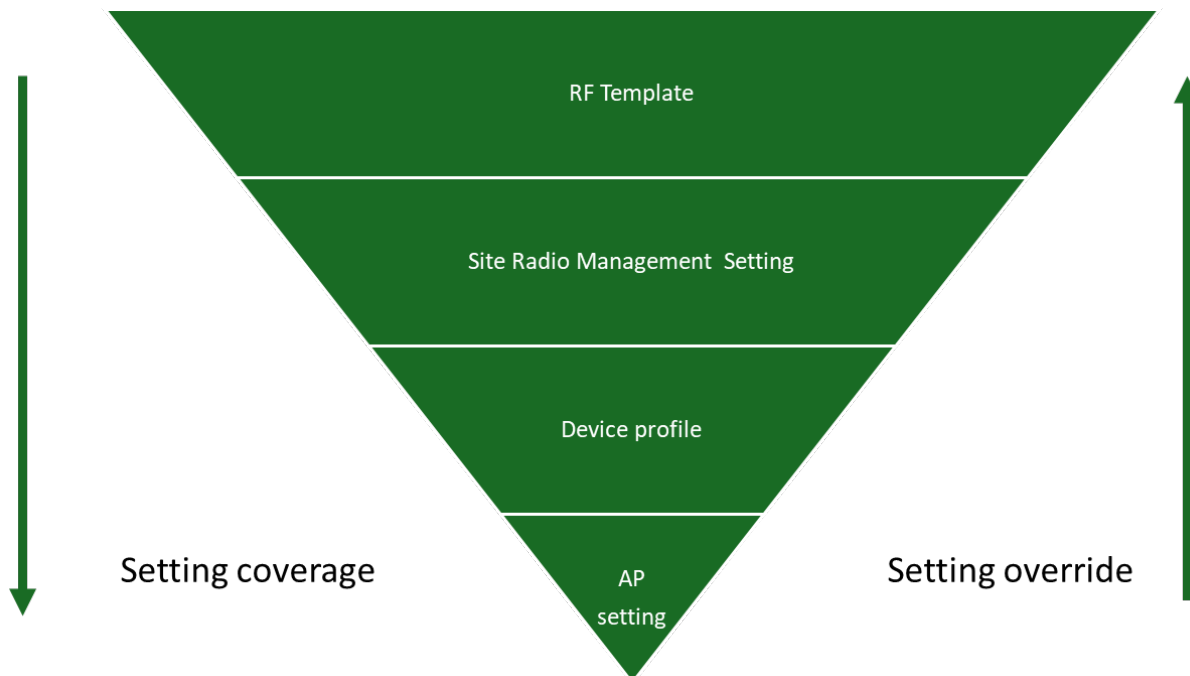 RF Template
Site Radio Management  Setting
Device profile
Setting coverage
AP
setting
Setting override